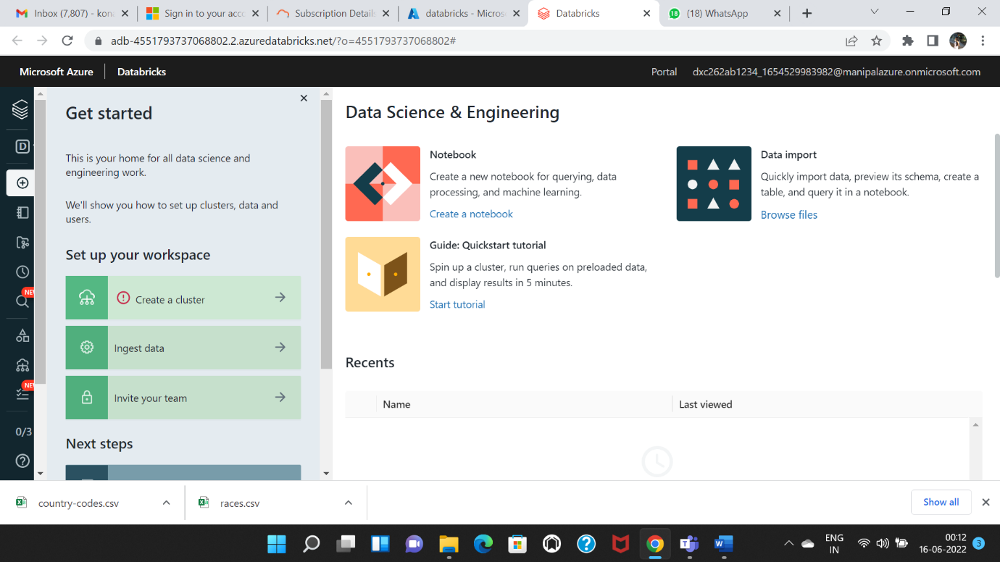 Inbox (7,807) - kon
Sign in to your acc
Subscription Details
databricks - Micros
Databricks
(18) WhatsApp
adb-4551793737068802.2.azuredatabricks.net/?o=4551793737068802#
Microsoft Azure
Databricks
Portal
dxc262ab1234_1654529983982@manipalazure.onmicrosoft.com
D
NEW
NEW
0/3
Get started
This is your home for all data science and
engineering work.
We'll show you how to set up clusters, data and
users.
Set up your workspace
Create a cluster
Ingest data
Invite your team
Next steps
Data Science & Engineering
Notebook
Create a new notebook for querying, data
processing, and machine learning.
Create a notebook
Data import
Quickly import data, preview its schema, create a
table, and query it in a notebook.
Browse files
Guide: Quickstart tutorial
Spin up a cluster, run queries on preloaded data,
and display results in 5 minutes.
Start tutorial
Recents
Name
Last viewed
country-codes.csv
races.csv
Show all
ENG
IN
00:12
16-06-2022
3